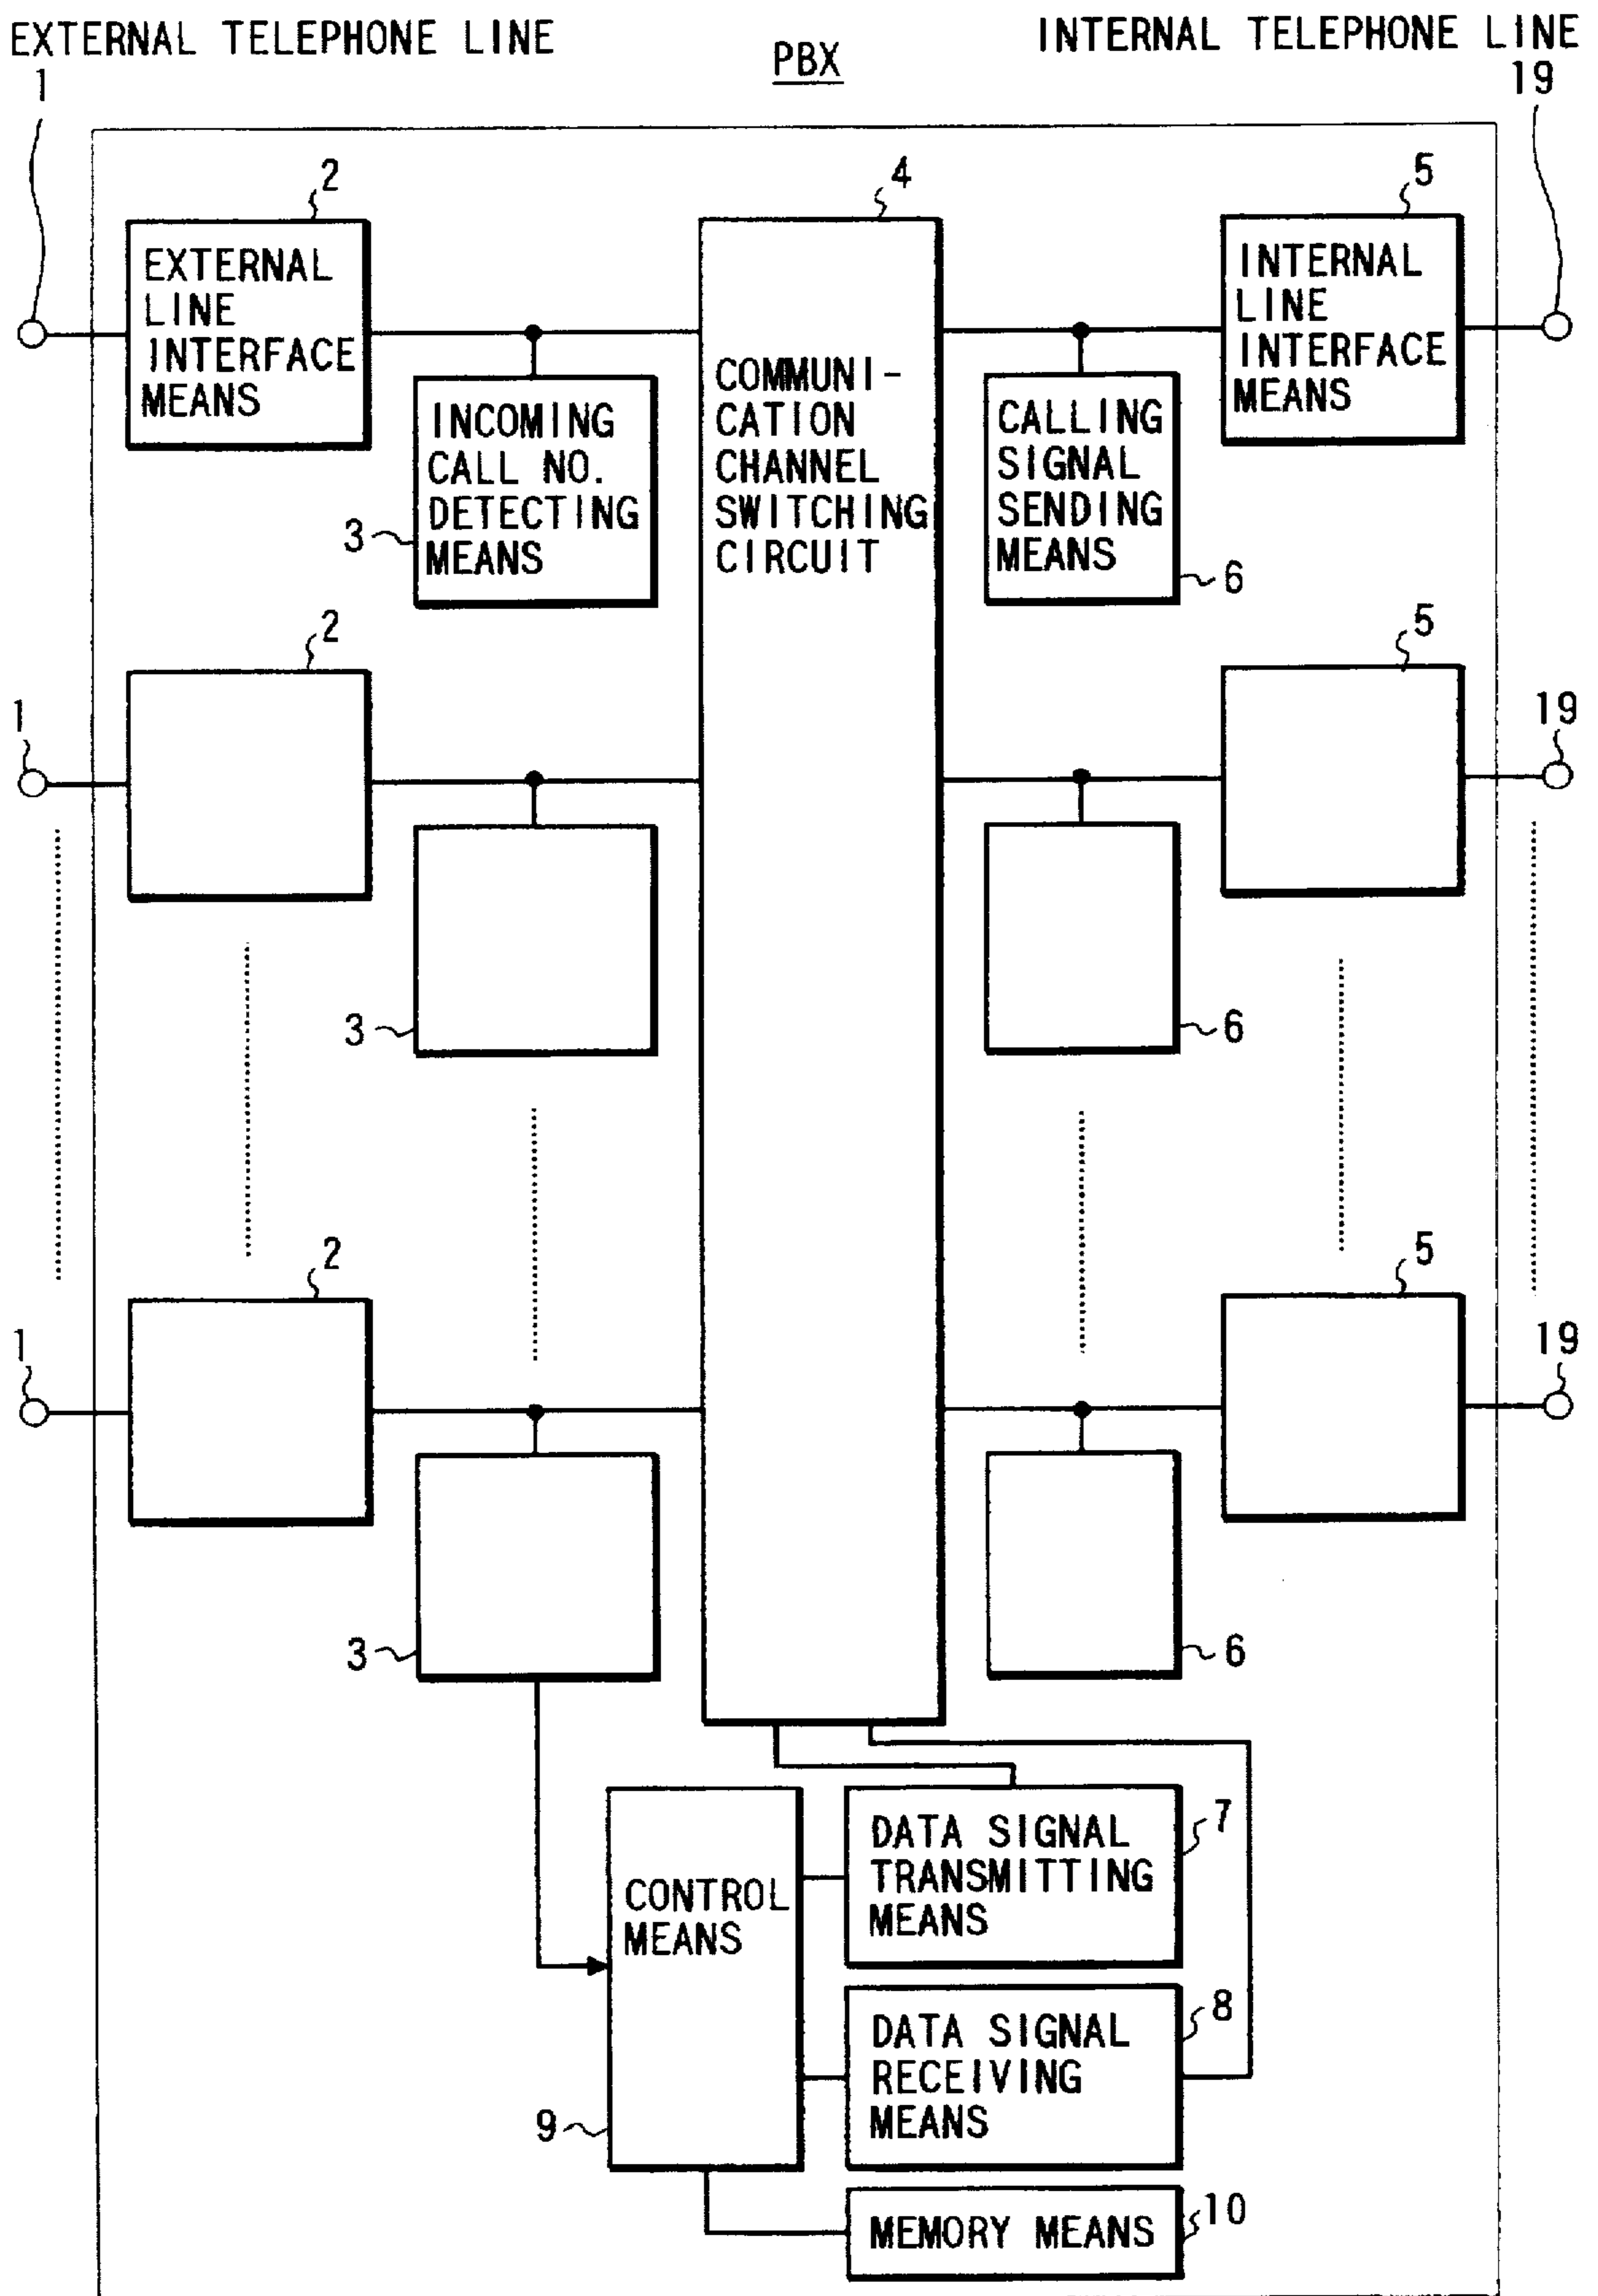 EXTERNAL TELEPHONE LINE
PBX
INTERNAL TELEPHONE LINE
1
19
2
4
5
EXTERNAL
LINE
INTERFACE
MEANS
INCOMING
CALL NO.
DETECTING
MEANS
3
COMMUNI-
CATION
CHANNEL
SWITCHING
CIRCUIT
CALLING
SIGNAL
SENDING
MEANS
6
INTERNAL
LINE
INTERFACE
MEANS
2
5
1
19
3
6
2
5
1
19
3
6
CONTROL
MEANS
9
DATA SIGNAL
TRANSMITTING
MEANS
7
DATA SIGNAL
RECEIVING
MEANS
8
MEMORY MEANS
10